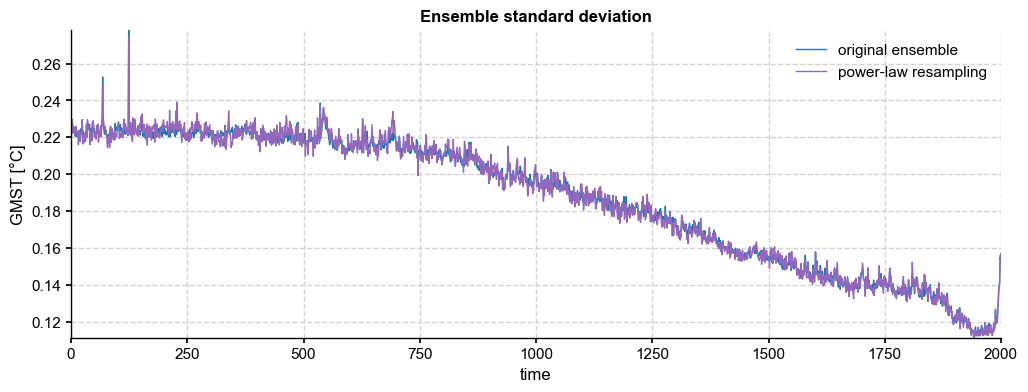 Ensemble standard deviation
original ensemble
power-law resampling
GMST [°C]
0.26
0.24
0.22
0.20
0.18
0.16
0.14
0.12
0 250 500 750 1000 1250 1500 1750 2000
time